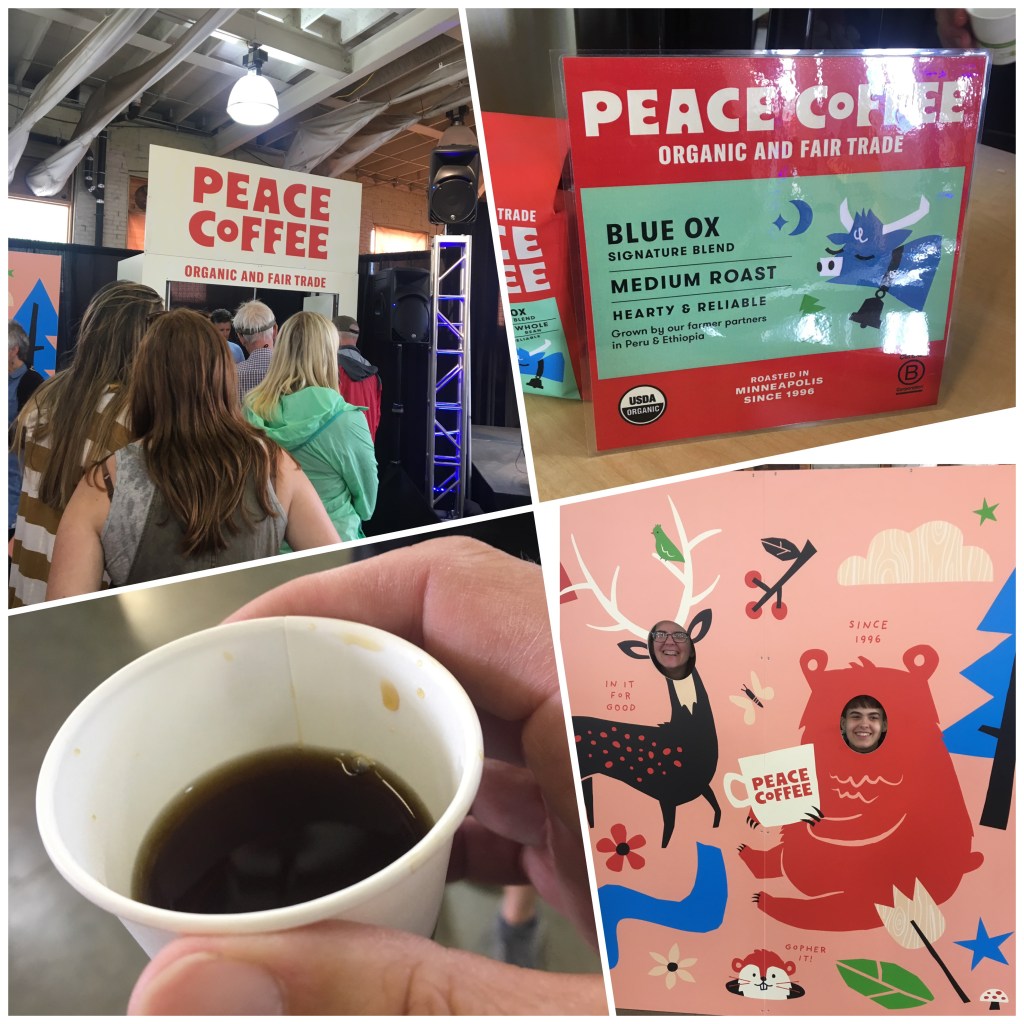 PEACE
COFFEE
ORGANIC AND FAIR TRADE
TRADE
OX
BLEND
WHOLE
BEAN
PEACE COFFEE
ORGANIC AND FAIR TRADE
BLUE OX
SIGNATURE BLEND
MEDIUM ROAST
HEARTY & RELIABLE
Grown by our farmer partners
in Peru & Ethiopia
ROASTED IN
MINNEAPOLIS
SINCE 1996
USDA
ORGANIC
B
SINCE
1996
IN IT
FOR
GOOD
PEACE
COFFEE
GOPHER
IT!